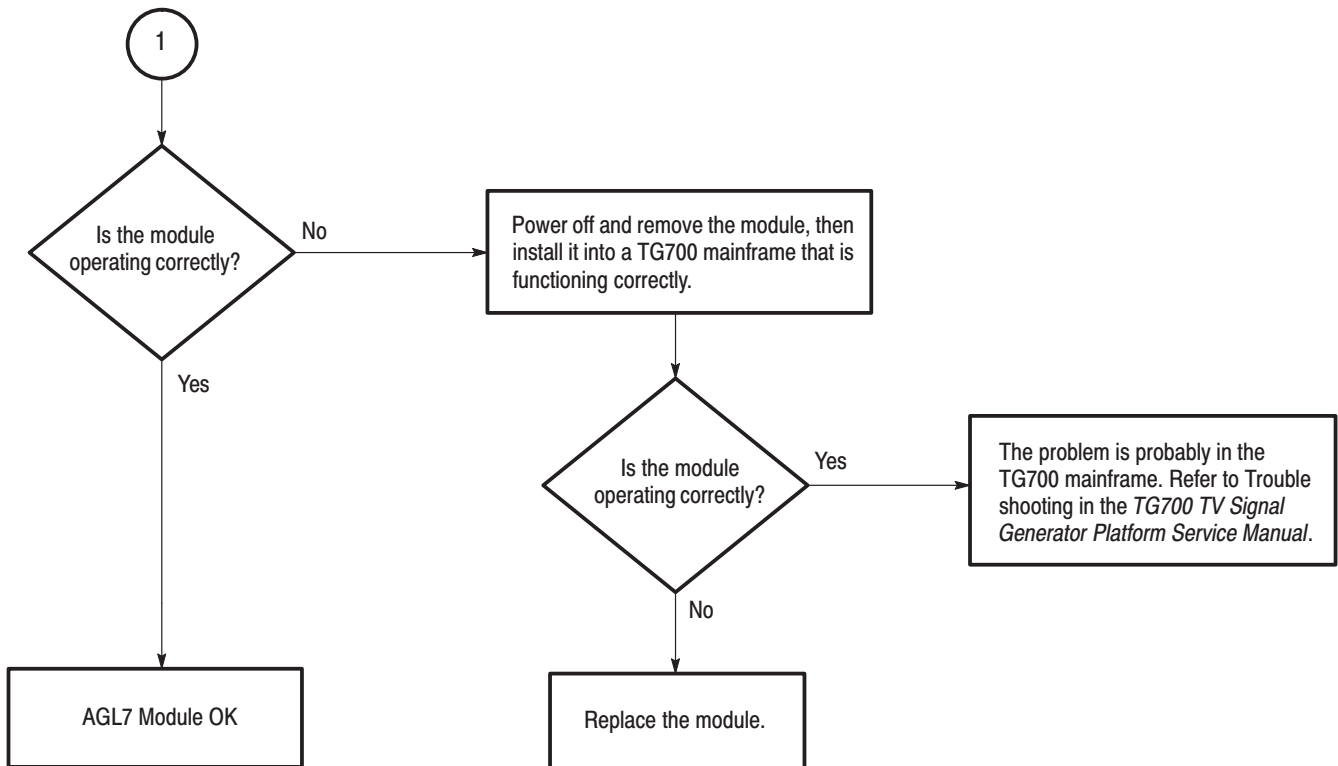 1
Is the module
operating correctly?
No
Yes
Power off and remove the module, then
install it into a TG700 mainframe that is
functioning correctly.
Is the module
operating correctly?
Yes
No
The problem is probably in the
TG700 mainframe. Refer to Trouble
shooting in the TG700 TV Signal
Generator Platform Service Manual.
AGL7 Module OK
Replace the module.